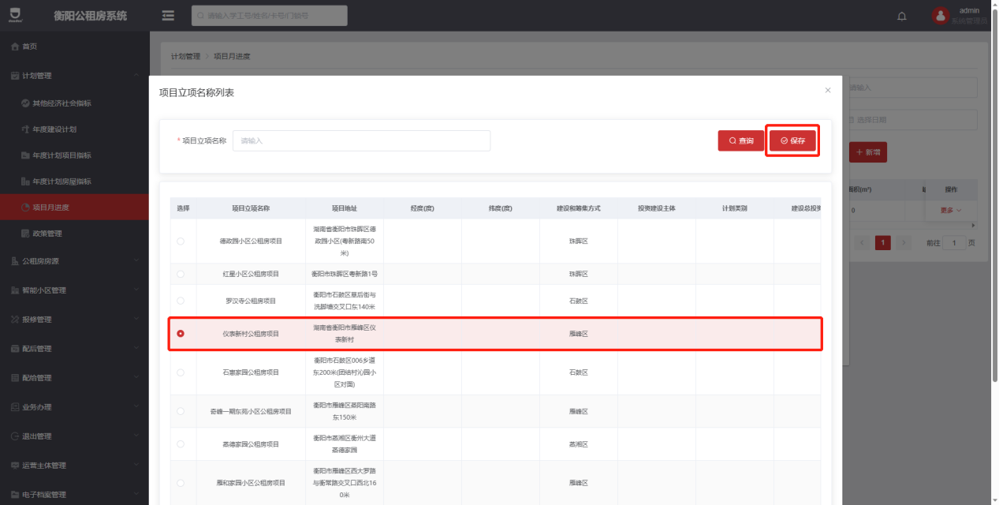 衡阳公租房系统
请输入学工号/姓名/卡号/门锁号
admin
系统管理员
首页
计划管理
其他经济社会指标
年度建设计划
年度计划项目指标
年度计划房屋指标
项目月进度
政策管理
公租房房源
智能小区管理
报修管理
配后管理
配给管理
业务办理
退出管理
运营主体管理
电子档案管理
计划管理 > 项目月进度
请输入
选择日期
+ 新增
面积(m²)
操作
0
更多
< 1 > 前往 1 页
项目立项名称列表
* 项目立项名称 请输入
查询
保存
选择 项目立项名称 项目地址 经度(度) 纬度(度) 建设和筹集方式 投资建设主体 计划类别 建设总投资
德政园小区公租房项目 湖南省衡阳市珠晖区德政园小区(粤新路南50米) 珠晖区
红星小区公租房项目 衡阳市珠晖区粤新路1号 珠晖区
罗汉寺公租房项目 衡阳市石鼓区草后街与洗脚塘交叉口东140米 石鼓区
仪表新村公租房项目 湖南省衡阳市雁峰区仪表新村 雁峰区
石惠家园公租房项目 衡阳市石鼓区006乡道东200米(团结村沁园小区对面) 石鼓区
奇峰一期东苑小区公租房项目 衡阳市雁峰区蒸阳南路东150米 雁峰区
蒸德家园公租房项目 衡阳市蒸湘区衡州大道蒸德家园 蒸湘区
雁和家园小区公租房项目 衡阳市雁峰区西大罗路与衡常路交叉口西北160米 雁峰区